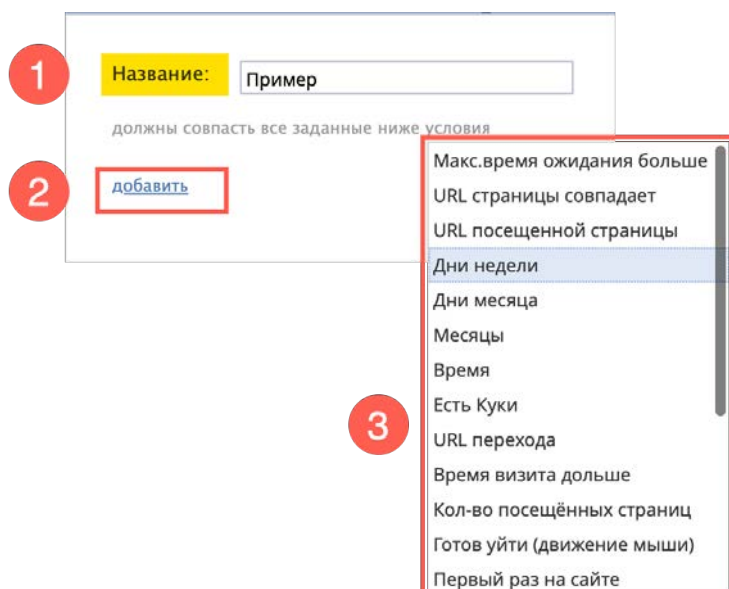 1
Название:
Пример
должны совпасть все заданные ниже условия
2
добавить
3
Макс.время ожидания больше
URL страницы совпадает
URL посещенной страницы
Дни недели
Дни месяца
Месяцы
Время
Есть Куки
URL перехода
Время визита дольше
Кол-во посещённых страниц
Готов уйти (движение мыши)
Первый раз на сайте